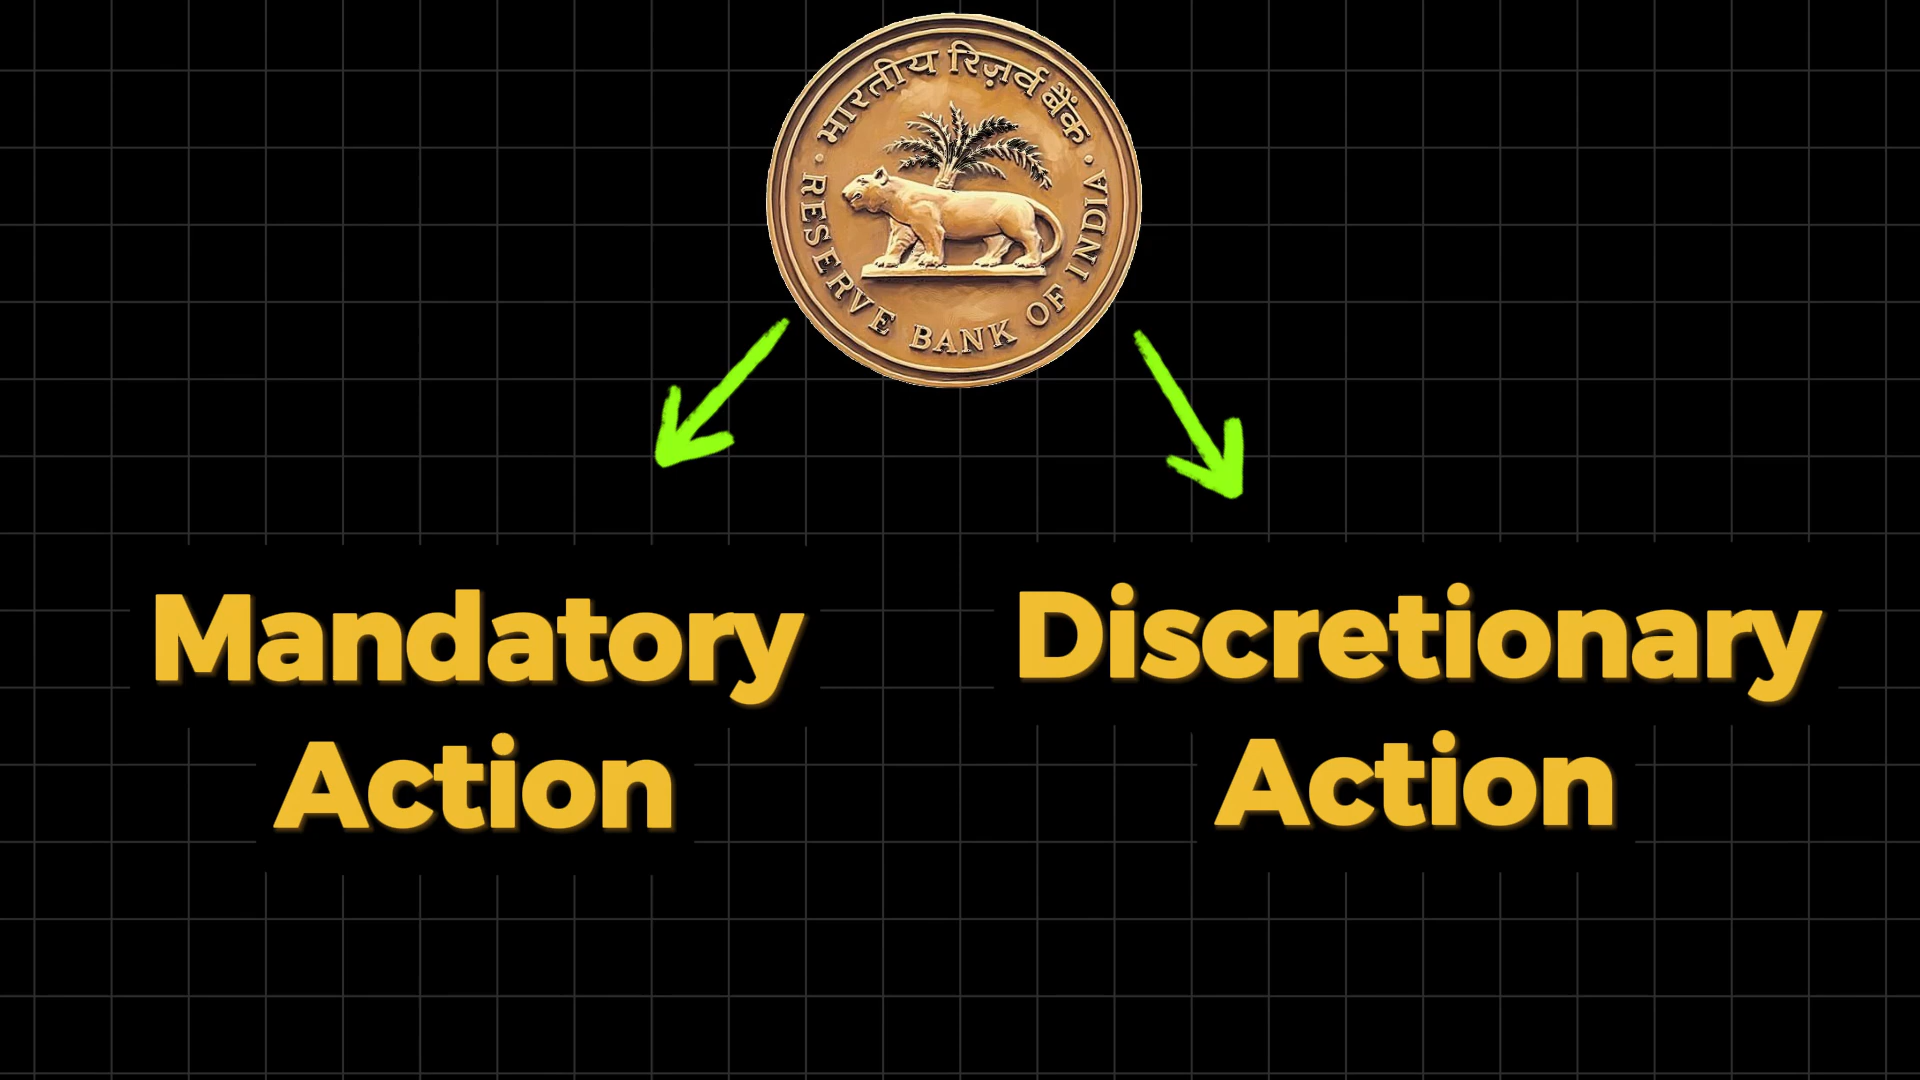 भारतीय रिज़र्व बैंक
RESERVE BANK OF INDIA
Mandatory
Action
Discretionary
Action